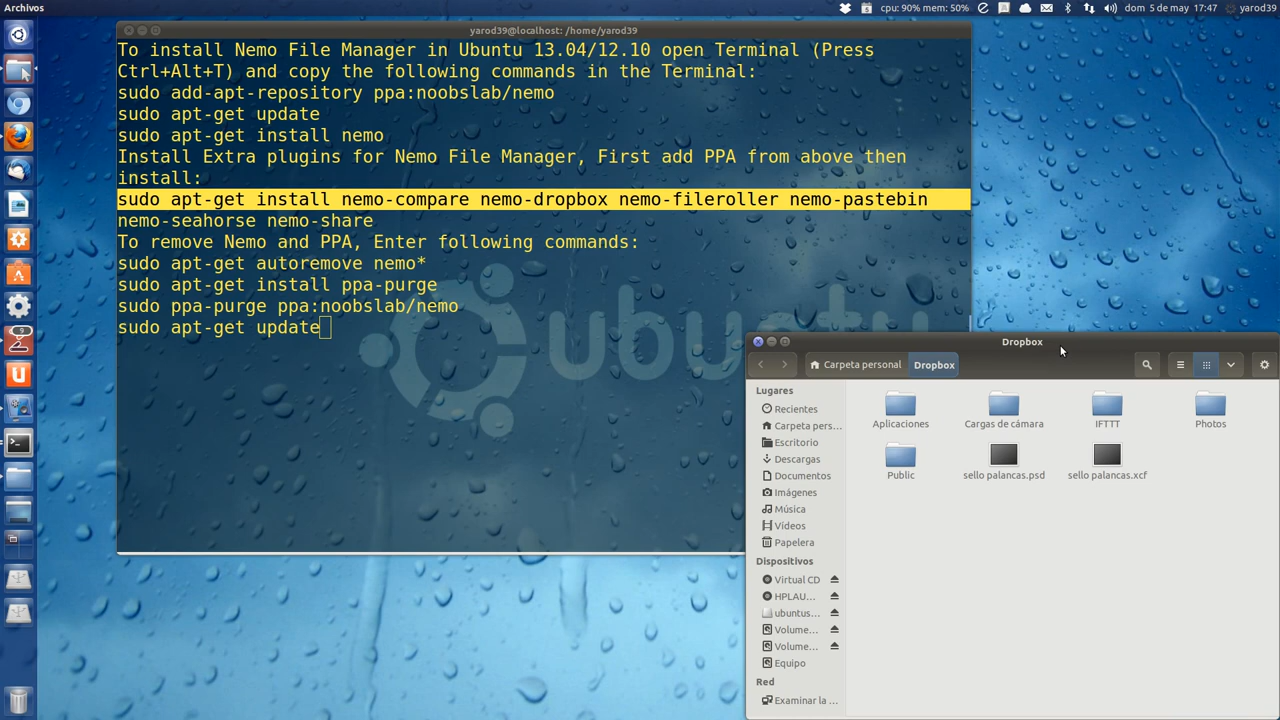 Archivos
cpu: 90% mem: 50%
dom 5 de may
17:47
yarod39
yarod39@localhost: /home/yarod39
To install Nemo File Manager in Ubuntu 13.04/12.10 open Terminal (Press
Ctrl+Alt+T) and copy the following commands in the Terminal:
sudo add-apt-repository ppa:noobslab/nemo
sudo apt-get update
sudo apt-get install nemo
Install Extra plugins for Nemo File Manager, First add PPA from above then
install:
sudo apt-get install nemo-compare nemo-dropbox nemo-fileroller nemo-pastebin
nemo-seahorse nemo-share
To remove Nemo and PPA, Enter following commands:
sudo apt-get autoremove nemo*
sudo apt-get install ppa-purge
sudo ppa-purge ppa:noobslab/nemo
sudo apt-get update
ubuntu
Dropbox
Carpeta personal
Dropbox
Lugares
Recientes
Carpeta pers...
Escritorio
Descargas
Documentos
Imágenes
Música
Vídeos
Papelera
Dispositivos
Virtual CD
HPLAU...
ubuntus...
Volume...
Volume...
Equipo
Red
Examinar la ...
Aplicaciones
Cargas de cámara
IFTTT
Photos
Public
sello palancas.psd
sello palancas.xcf